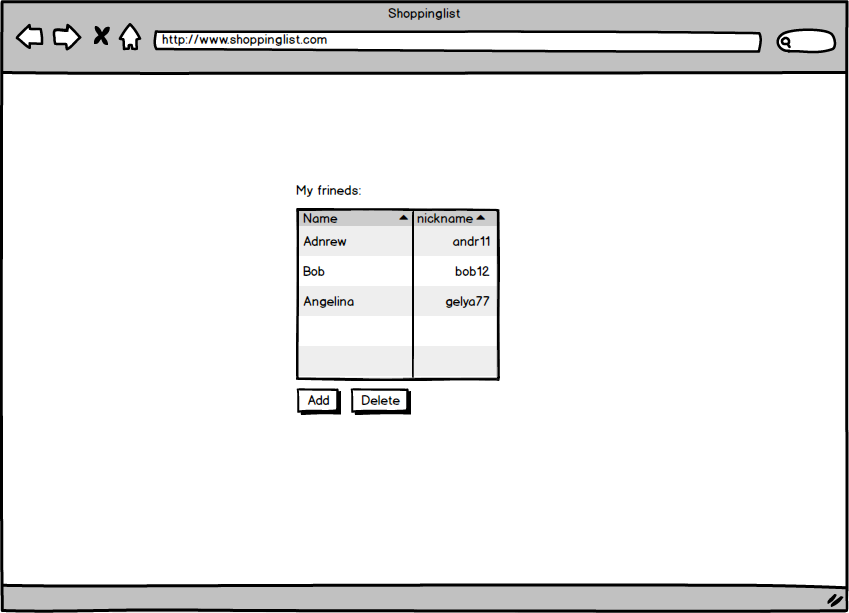 Shoppinglist
http://www.shoppinglist.com
My frineds:
Name nickname
Adnrew andr11
Bob bob12
Angelina gelya77
Add Delete